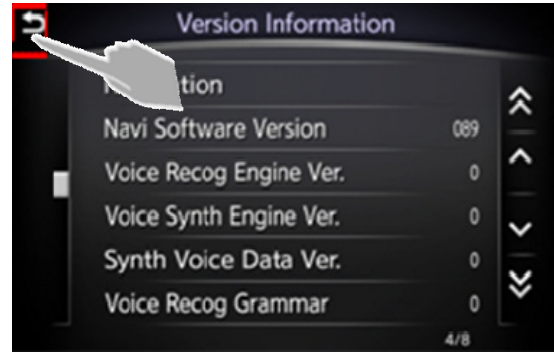 Version Information
Navi Software Version 089
Voice Recog Engine Ver. 0
Voice Synth Engine Ver. 0
Synth Voice Data Ver. 0
Voice Recog Grammar 0
4/8